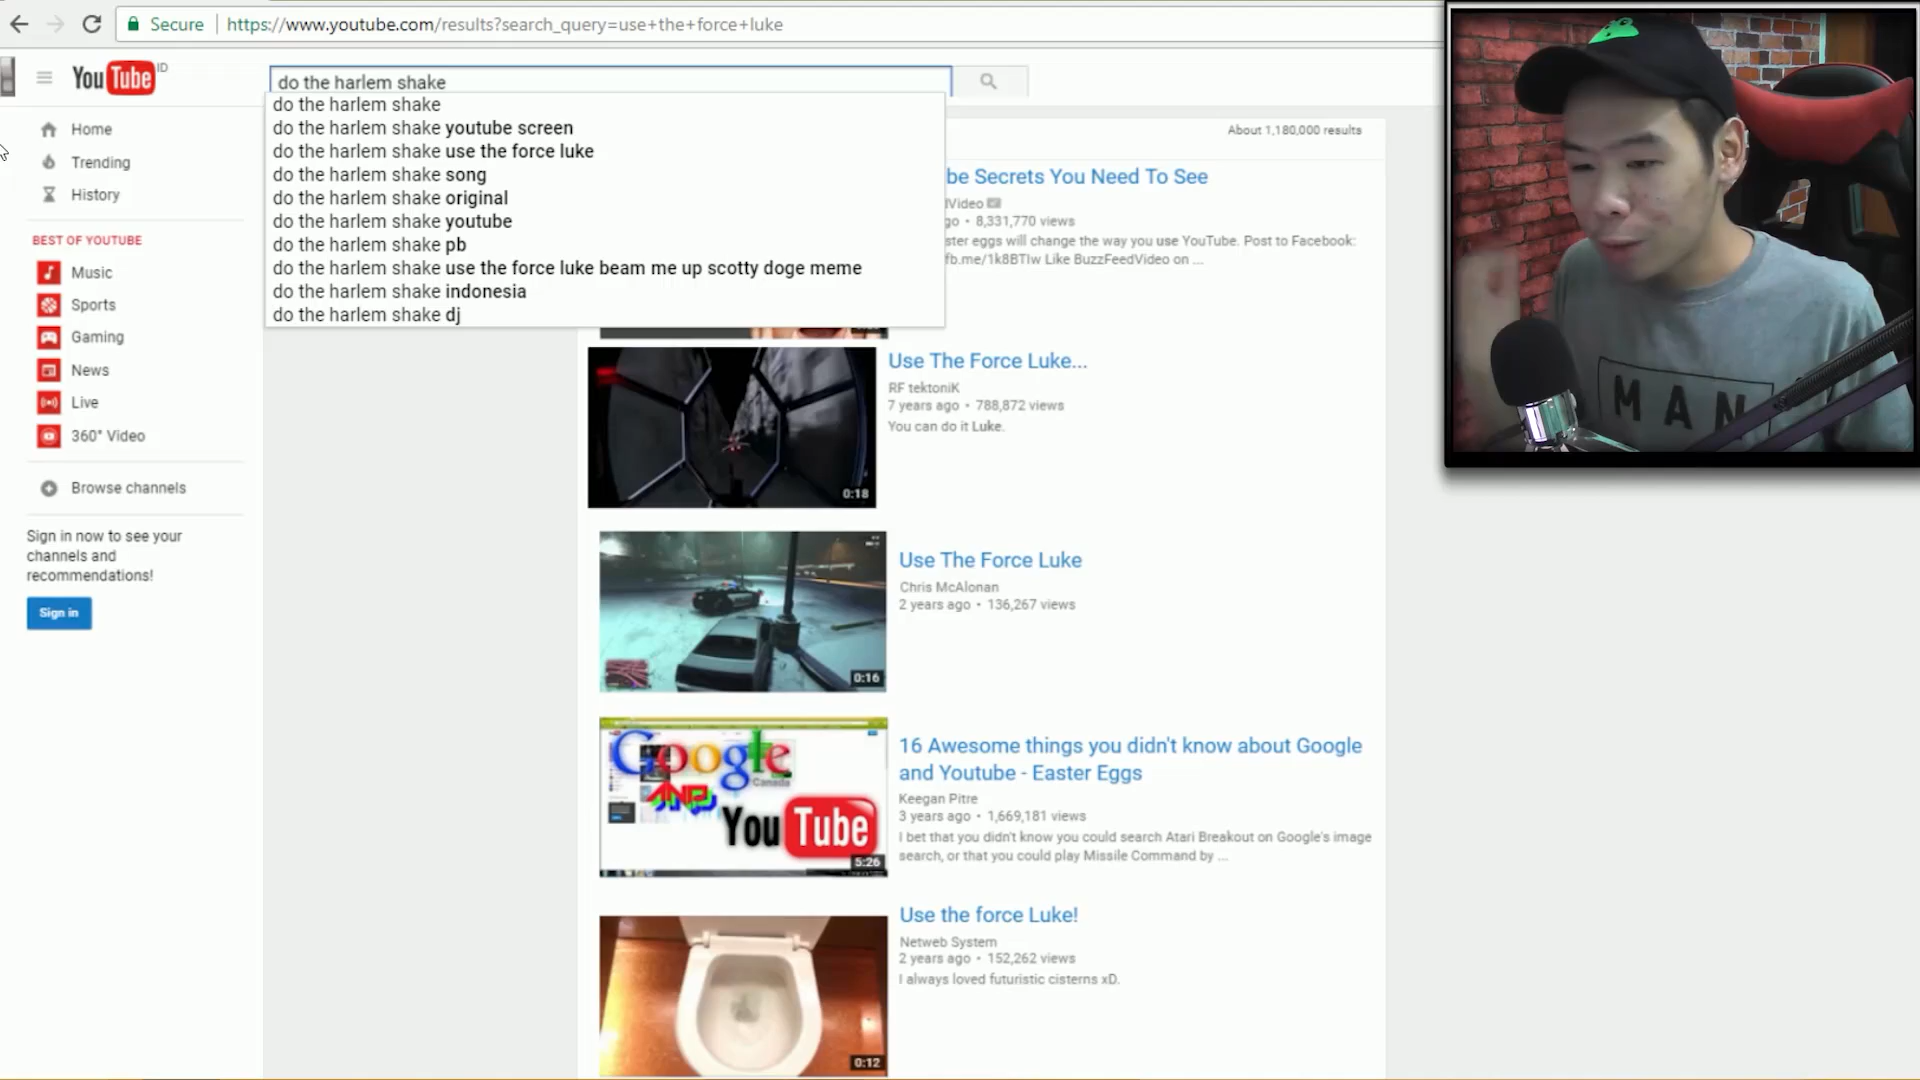 Secure https://www.youtube.com/results?search_query=use+the+force+luke
YouTube ID
do the harlem shake
do the harlem shake
do the harlem shake youtube screen
do the harlem shake use the force luke
do the harlem shake song
do the harlem shake original
do the harlem shake youtube
do the harlem shake pb
do the harlem shake use the force luke beam me up scotty doge meme
do the harlem shake indonesia
do the harlem shake dj
Home
Trending
History
BEST OF YOUTUBE
Music
Sports
Gaming
News
Live
360° Video
Browse channels
Sign in now to see your
channels and
recommendations!
Sign in
About 1,180,000 results
be Secrets You Need To See
Video
go • 8,331,770 views
ster eggs will change the way you use YouTube. Post to Facebook:
fb.me/1k8BTIw Like BuzzFeedVideo on ...
Use The Force Luke...
RF tektoniK
7 years ago • 788,872 views
You can do it Luke.
0:18
Use The Force Luke
Chris McAlonan
2 years ago • 136,267 views
0:16
16 Awesome things you didn't know about Google
and Youtube - Easter Eggs
Keegan Pitre
3 years ago • 1,669,181 views
I bet that you didn't know you could search Atari Breakout on Google's image
search, or that you could play Missile Command by ...
Google
Canada
AND
YouTube
5:26
Use the force Luke!
Netweb System
2 years ago • 152,262 views
I always loved futuristic cisterns xD.
0:12
MAN